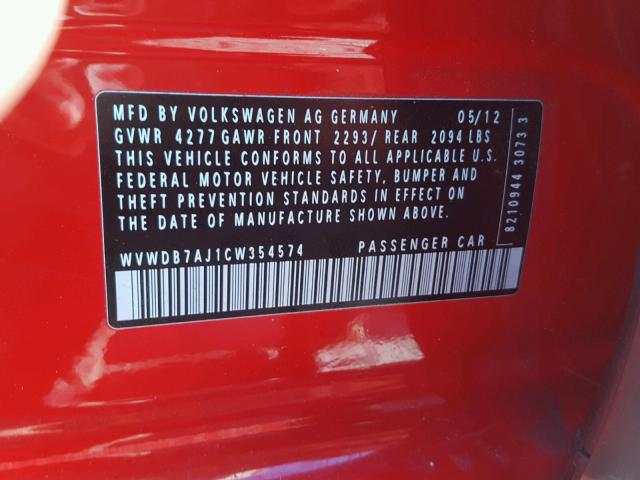 MFD BY VOLKSWAGEN AG GERMANY 05/12
GVWR 4277 GAWR FRONT 2293/ REAR 2094 LBS
THIS VEHICLE CONFORMS TO ALL APPLICABLE U.S.
FEDERAL MOTOR VEHICLE SAFETY, BUMPER AND
THEFT PREVENTION STANDARDS IN EFFECT ON
THE DATE OF MANUFACTURE SHOWN ABOVE.
WVWDB7AJ1CW354574 PASSENGER CAR
8210944 3073 3